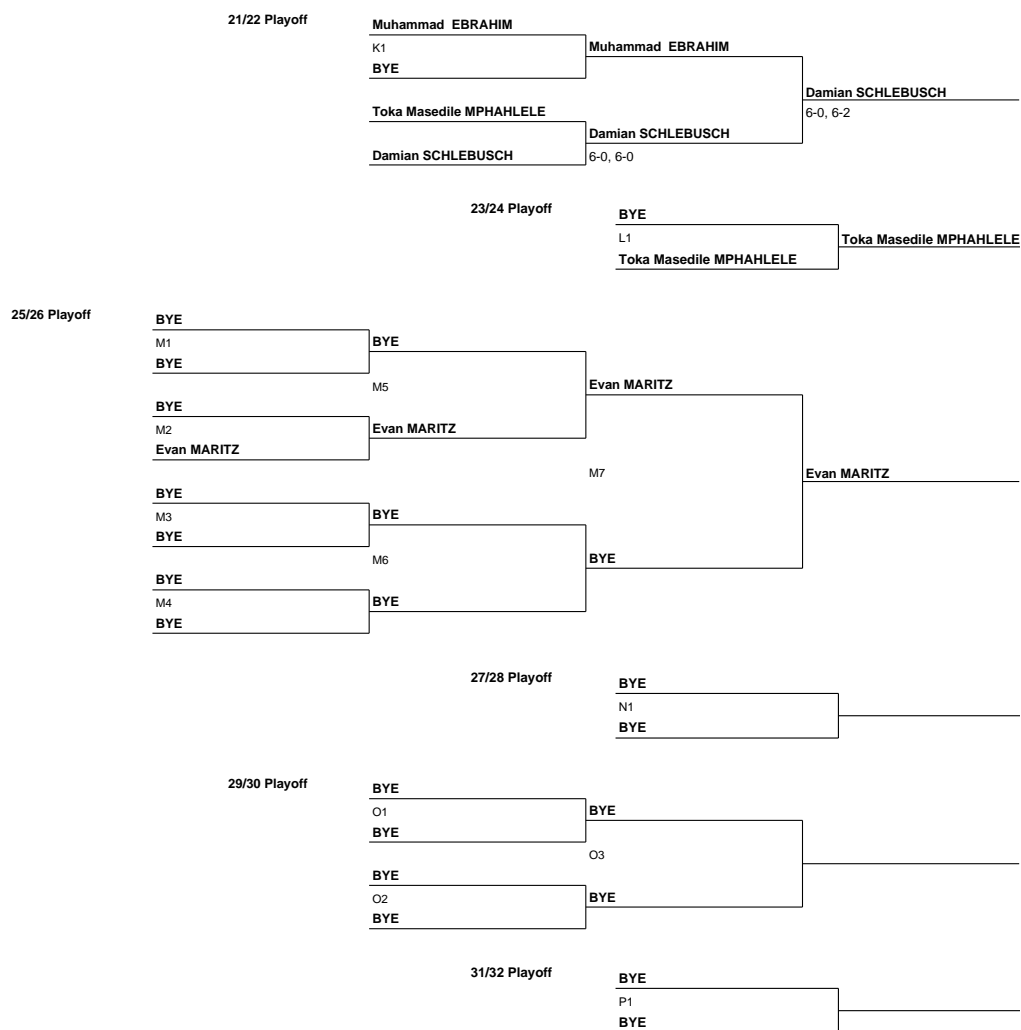 21/22 Playoff
Muhammad  EBRAHIM
K1
Muhammad  EBRAHIM
BYE
Damian SCHLEBUSCH
Toka Masedile MPHAHLELE
6-0, 6-2
Damian SCHLEBUSCH
Damian SCHLEBUSCH
6-0, 6-0
23/24 Playoff
BYE
L1
Toka Masedile MPHAHLELE
Toka Masedile MPHAHLELE
25/26 Playoff
BYE
M1
BYE
BYE
M5
Evan MARITZ
BYE
M2
Evan MARITZ
Evan MARITZ
M7
Evan MARITZ
BYE
M3
BYE
BYE
M6
BYE
BYE
M4
BYE
BYE
27/28 Playoff
BYE
N1
BYE
29/30 Playoff
BYE
O1
BYE
BYE
O3
BYE
O2
BYE
BYE
31/32 Playoff
BYE
P1
BYE